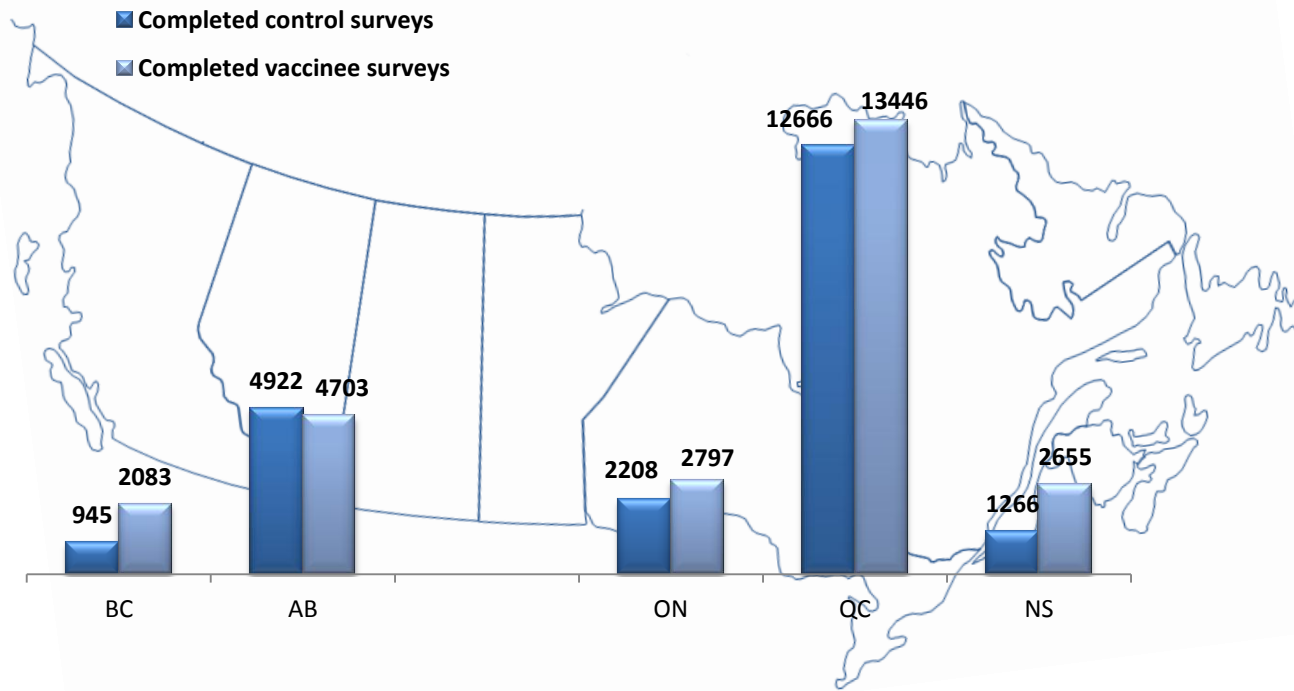 Completed control surveys
Completed vaccinee surveys
12666
13446
4922
4703
2208
2797
2655
945
2083
1266
BC
AB
ON
QC
NS